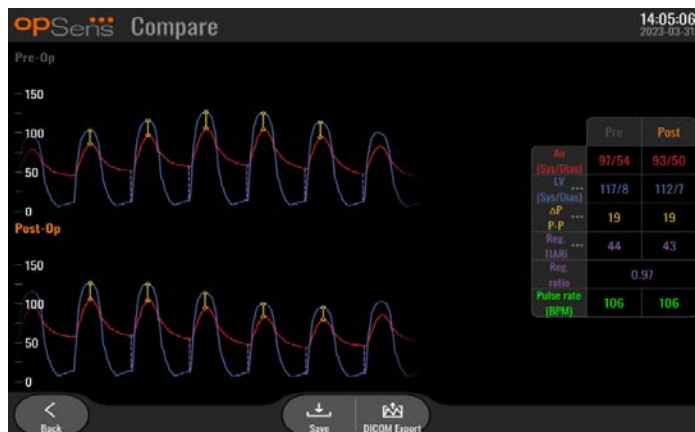 opSens Compare
14:05:06
2023-03-31
Pre-Op
150
100
50
0
Post-Op
150
100
50
0
Pre Post
Ao
(Sys/Dias) 97/54 93/50
LV
(Sys/Dias) 117/8 112/7
ΔP
P-P 19 19
Reg.
TIARi 44 43
Reg.
ratio 0.97
Pulse rate
(BPM) 106 106
Back
Save
DICOM Export